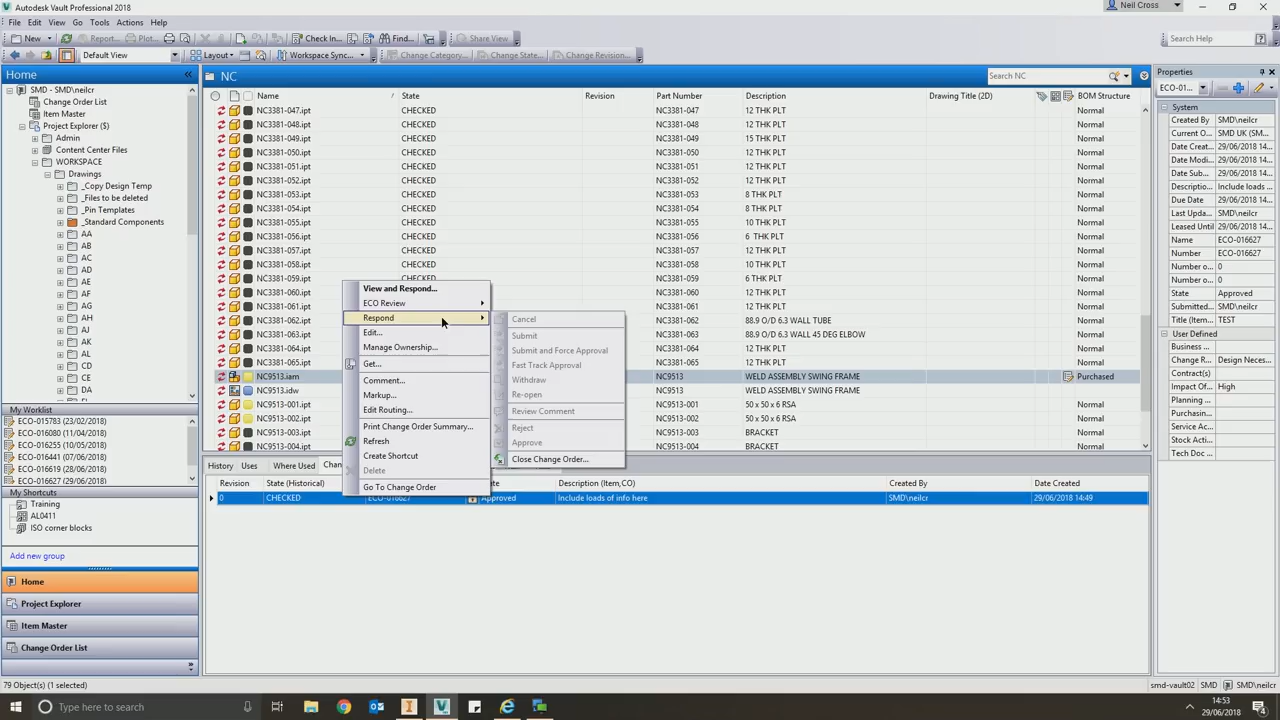 Autodesk Vault Professional 2018
Neil Cross
File Edit View Go Tools Actions Help
New Report... Plot... Check In... Find... Share View
Search Help
Default View Layout Workspace Sync... Change Category... Change State... Change Revision...
Home
SMD - SMD\neilcr
Change Order List
Item Master
Project Explorer ($)
Admin
Content Center Files
WORKSPACE
Drawings
_Copy Design Temp
_Files to be deleted
_Pin Templates
_Standard Components
AA
AB
AC
AD
AE
AF
AG
AH
AK
AL
CD
CE
DA
My Worklist
ECO-015783 (23/02/2018)
ECO-016080 (11/04/2018)
ECO-016255 (11/04/2018)
ECO-016441 (06/06/2018)
ECO-016619 (28/06/2018)
ECO-016627 (29/06/2018)
My Shortcuts
Training
AL0411
ISO corner blocks
Add new group
Home
Project Explorer
Item Master
Change Order List
NC
Search NC
Name State Revision Part Number Description Drawing Title (2D) BOM Structure
NC3381-047.ipt CHECKED NC3381-047 12 THK PLT Normal
NC3381-048.ipt CHECKED NC3381-048 12 THK PLT Normal
NC3381-049.ipt CHECKED NC3381-049 15 THK PLT Normal
NC3381-050.ipt CHECKED NC3381-050 12 THK PLT Normal
NC3381-051.ipt CHECKED NC3381-051 12 THK PLT Normal
NC3381-052.ipt CHECKED NC3381-052 12 THK PLT Normal
NC3381-053.ipt CHECKED NC3381-053 8 THK PLT Normal
NC3381-054.ipt CHECKED NC3381-054 8 THK PLT Normal
NC3381-055.ipt CHECKED NC3381-055 12 THK PLT Normal
NC3381-056.ipt CHECKED NC3381-056 6 THK PLT Normal
NC3381-057.ipt CHECKED NC3381-057 12 THK PLT Normal
NC3381-058.ipt CHECKED NC3381-058 10 THK PLT Normal
NC3381-059.ipt CHECKED NC3381-059 6 THK PLT Normal
NC3381-060.ipt NC3381-060 12 THK PLT Normal
NC3381-061.ipt NC3381-061 12 THK PLT Normal
NC3381-062.ipt NC3381-062 88.9 O/D 6.3 WALL TUBE Normal
NC3381-063.ipt NC3381-063 88.9 O/D 6.3 WALL 45 DEG ELBOW Normal
NC3381-064.ipt NC3381-064 12 THK PLT Normal
NC3381-065.ipt NC3381-065 12 THK PLT Normal
NC9513.iam NC9513 WELD ASSEMBLY SWING FRAME Purchased
NC9513.idw NC9513 WELD ASSEMBLY SWING FRAME
NC9513-001.ipt NC9513-001 50 x 50 x 6 RSA Normal
NC9513-002.ipt NC9513-002 50 x 50 x 6 RSA Normal
NC9513-003.ipt NC9513-003 BRACKET Normal
NC9513-004.ipt NC9513-004 BRACKET Normal
View and Respond...
ECO Review
Respond
Edit...
Manage Ownership...
Get...
Comment...
Markup...
Edit Routing...
Print Change Order Summary...
Refresh
Create Shortcut
Delete
Go To Change Order
Cancel
Submit
Submit and Force Approval
Fast Track Approval
Withdraw
Re-open
Review Comment
Reject
Approve
Close Change Order...
History Uses Where Used
Revision State (Historical) Description (Item,CO) Created By Date Created
0 CHECKED ECO-016627 Approved Include loads of info here SMD\neilcr 29/06/2018 14:49
Properties
ECO-01...
System
Created By SMD\neilcr
Current O... SMD UK (SM...
Date Creat... 29/06/2018 14...
Date Modi... 29/06/2018 14...
Date Sub... 29/06/2018 14...
Descriptio... Include loads ...
Due Date 29/06/2018 14...
Last Upda... SMD\neilcr
Leased Until 29/06/2018 14...
Name ECO-016627
Number ECO-016627
Number o... 0
Number o... 0
State Approved
Submitted... SMD\neilcr
Title (Item... TEST
User Defined
Business ...
Change R... Design Neces...
Contract(s)
Impact Of... High
Planning ...
Purchasin...
Service Ac...
Stock Acti...
Tech Doc ...
79 Object(s) (1 selected)
smd-vault02 SMD SMD\neilcr
Type here to search
14:53
29/06/2018